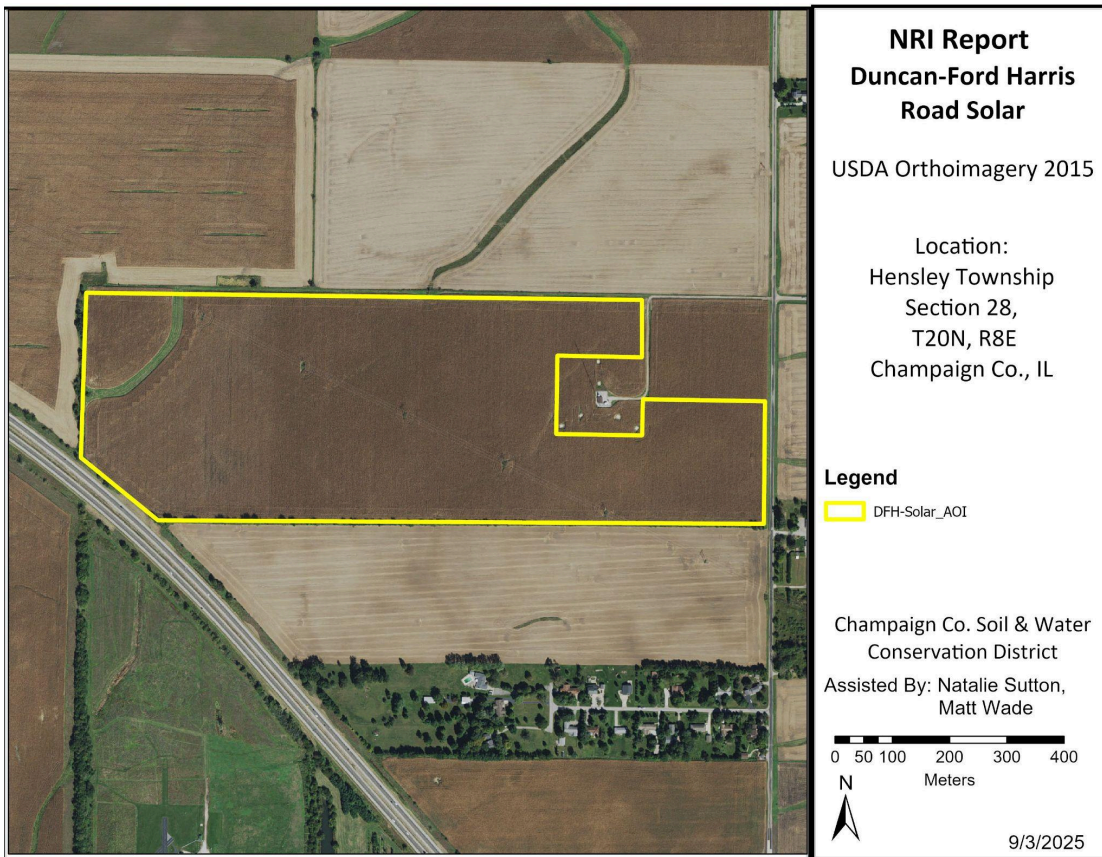 NRI Report
Duncan-Ford Harris
Road Solar
USDA Orthoimagery 2015
Location:
Hensley Township
Section 28,
T20N, R8E
Champaign Co., IL
Legend
DFH-Solar_AOI
Champaign Co. Soil & Water
Conservation District
Assisted By: Natalie Sutton,
Matt Wade
0 50 100 200 300 400
Meters
N
9/3/2025